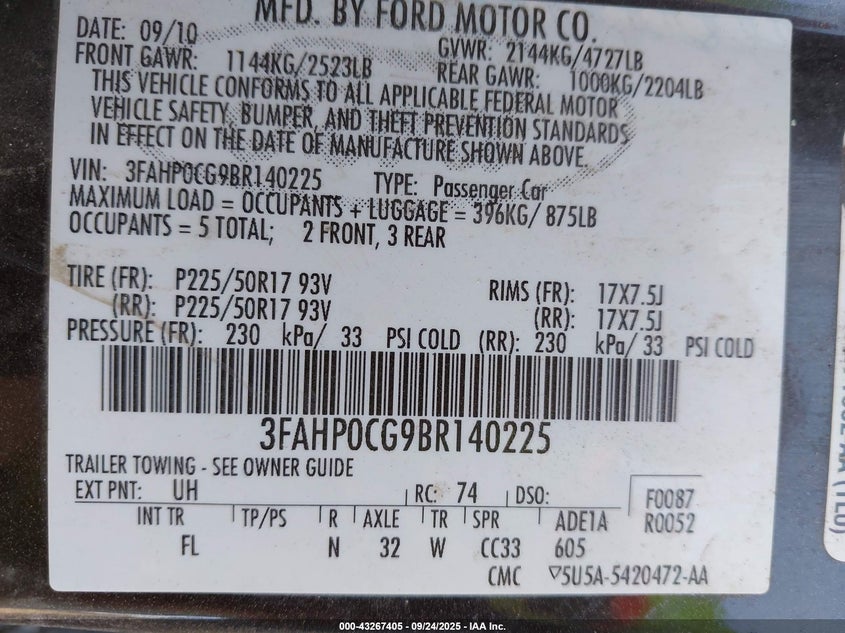 MFD. BY FORD MOTOR CO.
DATE: 09/10 GVWR: 2144KG/4727LB
FRONT GAWR: 1144KG/2523LB REAR GAWR: 1000KG/2204LB
THIS VEHICLE CONFORMS TO ALL APPLICABLE FEDERAL MOTOR
VEHICLE SAFETY, BUMPER, AND THEFT PREVENTION STANDARDS
IN EFFECT ON THE DATE OF MANUFACTURE SHOWN ABOVE.
VIN: 3FAHP0CG9BR140225 TYPE: Passenger Car
MAXIMUM LOAD = OCCUPANTS + LUGGAGE = 396KG/ 875LB
OCCUPANTS = 5 TOTAL; 2 FRONT, 3 REAR
TIRE (FR): P225/50R17 93V RIMS (FR): 17X7.5J
(RR): P225/50R17 93V (RR): 17X7.5J
PRESSURE (FR): 230 kPa/ 33 PSI COLD (RR): 230 kPa/ 33 PSI COLD
3FAHP0CG9BR140225
TRAILER TOWING - SEE OWNER GUIDE
EXT PNT: UH RC: 74 DSO: F0087
INT TR TP/PS R AXLE TR SPR ADE1A R0052
FL N 32 W CC33 605
CMC ▽5U5A-5420472-AA
000-43267405 - 09/24/2025 - IAA Inc.